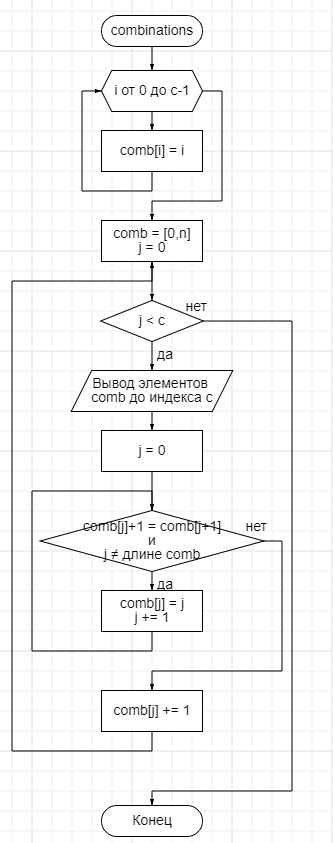 combinations
i от 0 до c-1
comb[i] = i
comb = [0,n]
j = 0
j < c
нет
да
Вывод элементов
comb до индекса c
j = 0
comb[j]+1 = comb[j+1]
и
j ≠ длине comb
нет
да
comb[j] = j
j += 1
comb[j] += 1
Конец